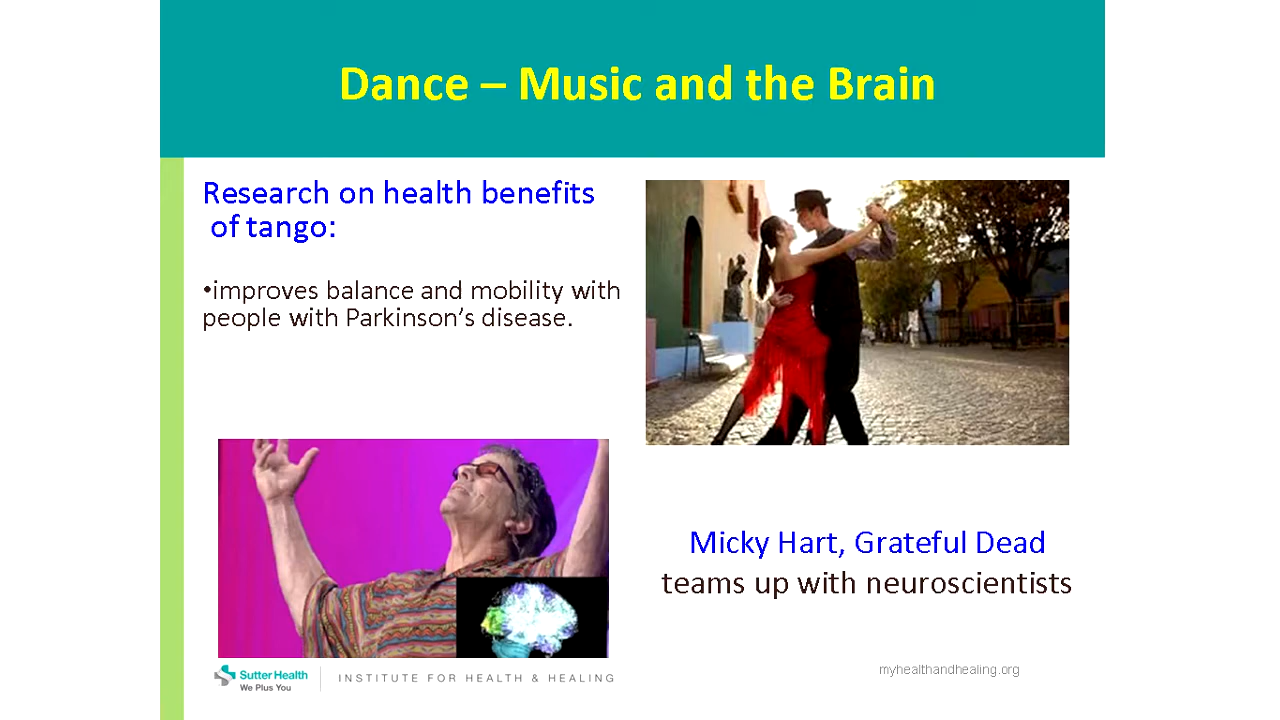 Dance – Music and the Brain
Research on health benefits
of tango:
•improves balance and mobility with
people with Parkinson’s disease.
Micky Hart, Grateful Dead
teams up with neuroscientists
Sutter Health
We Plus You
INSTITUTE FOR HEALTH & HEALING
myhealthandhealing.org